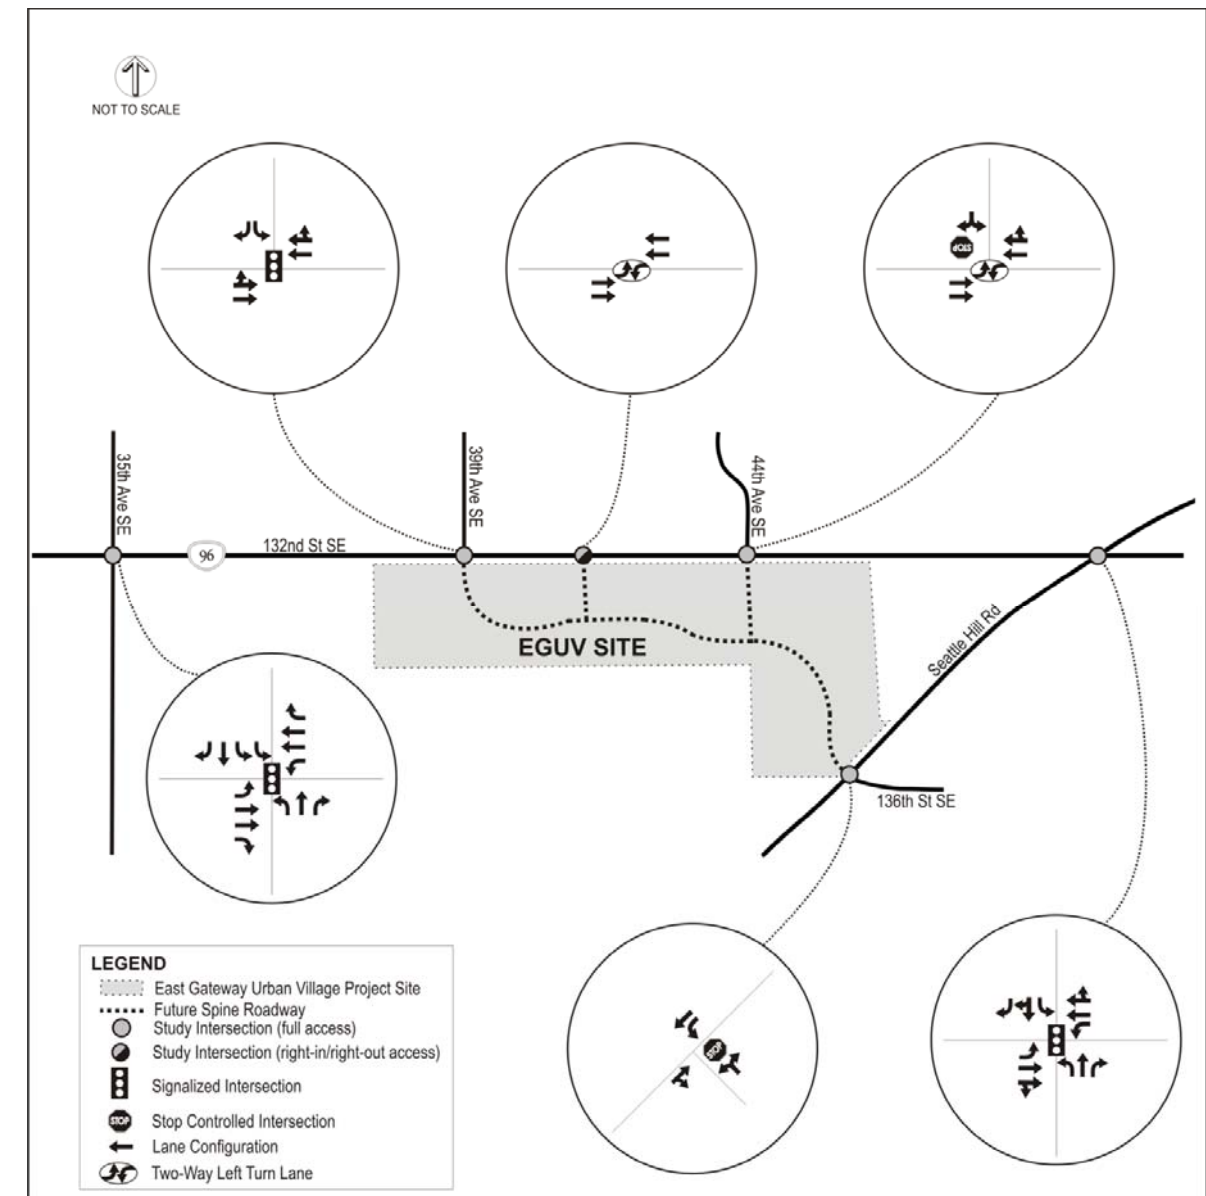 NOT TO SCALE
STOP
35th Ave SE
39th Ave SE
44th Ave SE
96
132nd St SE
EGUV SITE
Seattle Hill Rd
136th St SE
STOP
LEGEND
East Gateway Urban Village Project Site
Future Spine Roadway
Study Intersection (full access)
Study Intersection (right-in/right-out access)
Signalized Intersection
STOP
Stop Controlled Intersection
Lane Configuration
Two-Way Left Turn Lane